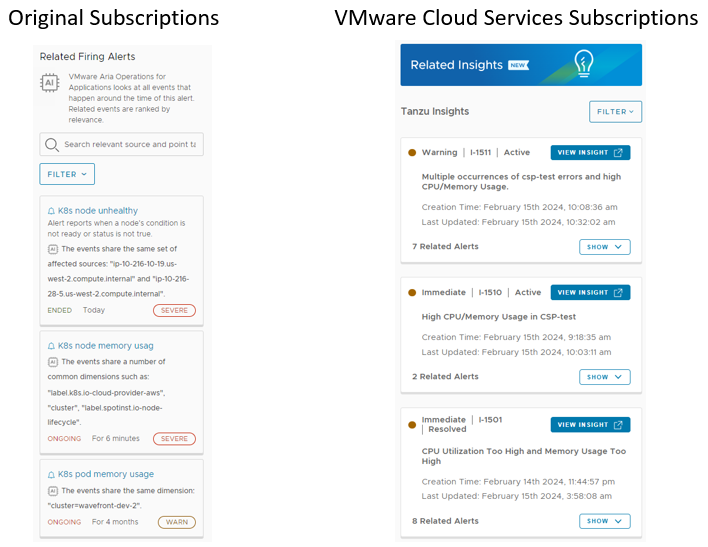 Original Subscriptions
Related Firing Alerts
AI
VMware Aria Operations for
Applications looks at all events that
happen around the time of this alert.
Related events are ranked by
relevance.
Search relevant source and point ta
FILTER
K8s node unhealthy
Alert reports when a node's condition is
not ready or status is not true.
AI The events share the same set of
affected sources: "ip-10-216-10-19.us-
west-2.compute.internal" and "ip-10-216-
28-5.us-west-2.compute.internal".
ENDED Today SEVERE
K8s node memory usag
AI The events share a number of
common dimensions such as:
"label.k8s.io-cloud-provider-aws",
"cluster", "label.spotinst.io-node-
lifecycle".
ONGOING For 6 minutes SEVERE
K8s pod memory usage
AI The events share the same dimension:
"cluster=wavefront-dev-2".
ONGOING For 4 months WARN
VMware Cloud Services Subscriptions
Related Insights NEW
Tanzu Insights FILTER
Warning | I-1511 | Active VIEW INSIGHT
Multiple occurrences of csp-test errors and high
CPU/Memory Usage.
Creation Time: February 15th 2024, 10:08:36 am
Last Updated: February 15th 2024, 10:32:02 am
7 Related Alerts SHOW
Immediate | I-1510 | Active VIEW INSIGHT
High CPU/Memory Usage in CSP-test
Creation Time: February 15th 2024, 9:18:35 am
Last Updated: February 15th 2024, 10:03:11 am
2 Related Alerts SHOW
Immediate | I-1501 VIEW INSIGHT
| Resolved
CPU Utilization Too High and Memory Usage Too
High
Creation Time: February 14th 2024, 11:44:57 pm
Last Updated: February 15th 2024, 3:58:08 am
8 Related Alerts SHOW